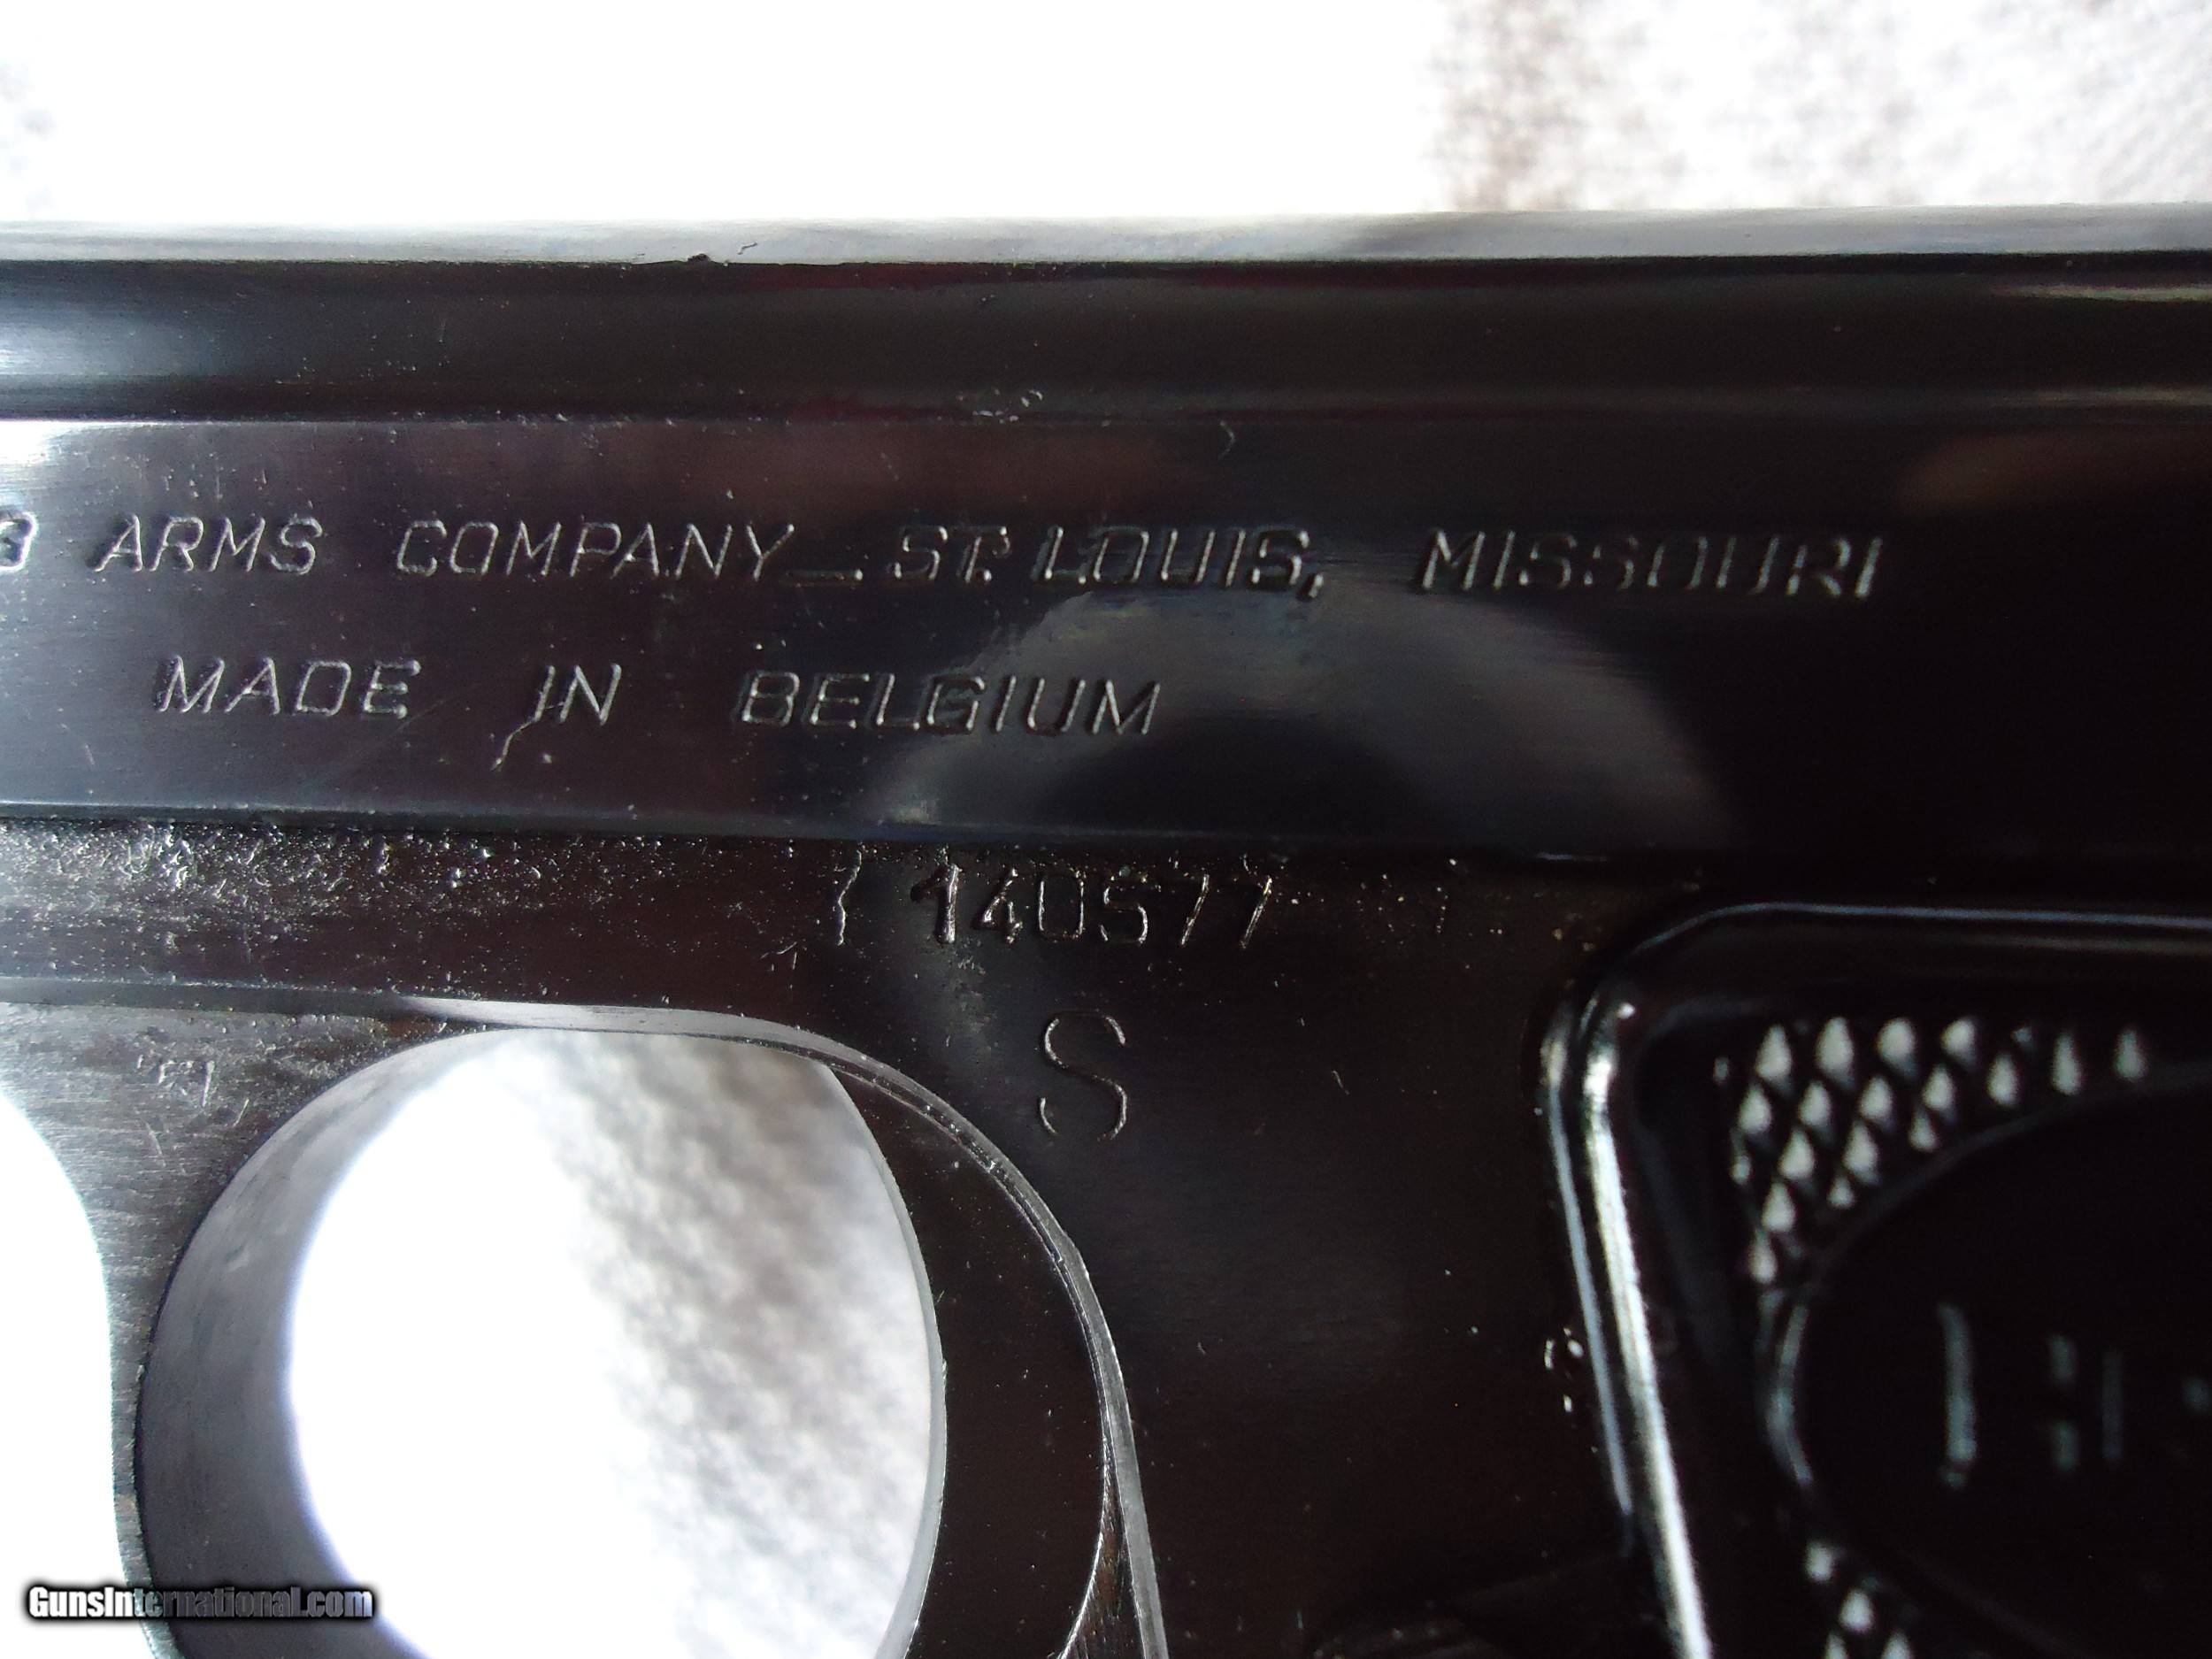 G ARMS COMPANY _ ST. LOUIS, MISSOURI
MADE IN BELGIUM
140577
S
GunsInternational.com